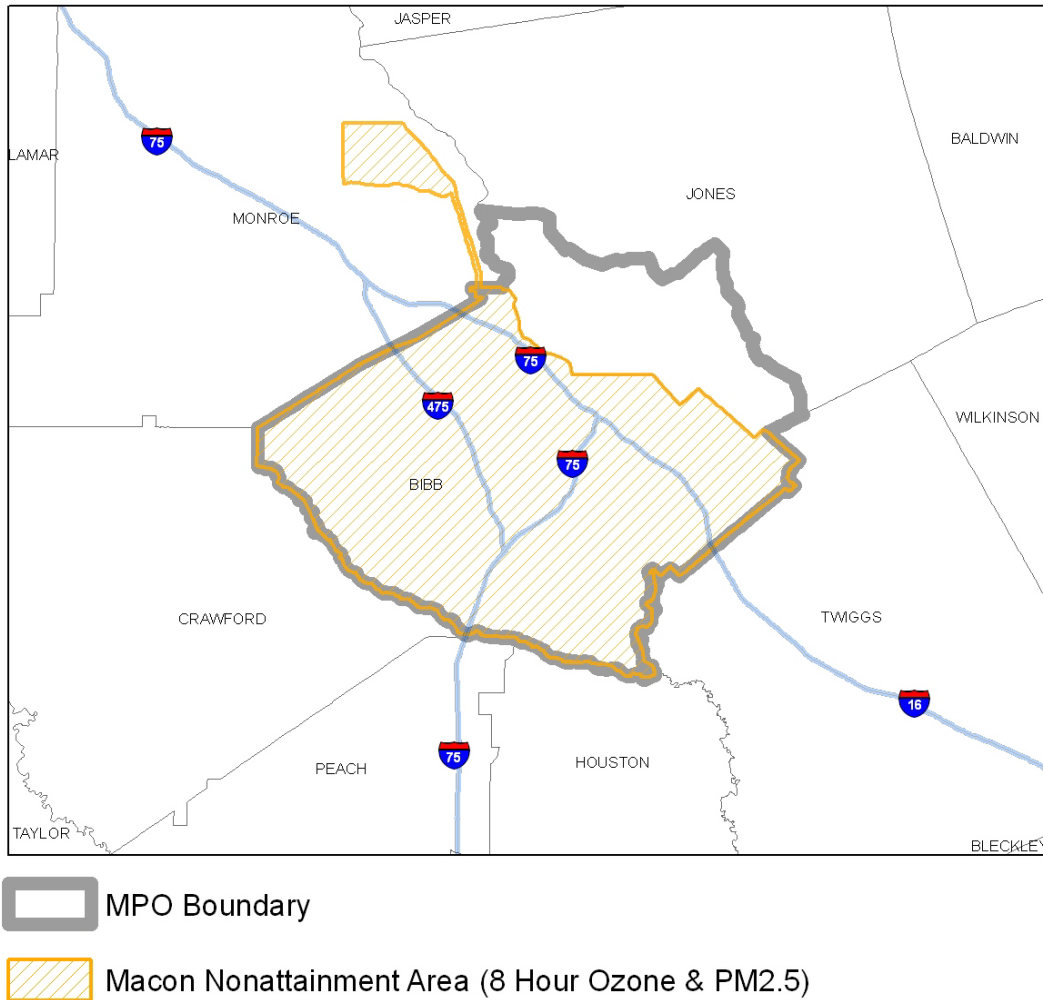 JASPER
75
BALDWIN
LAMAR
JONES
MONROE
75
475
WILKINSON
75
BIBB
CRAWFORD
TWIGGS
16
75
HOUSTON
PEACH
TAYLOR
BLECKLEY
MPO Boundary
Macon Nonattainment Area (8 Hour Ozone & PM2.5)